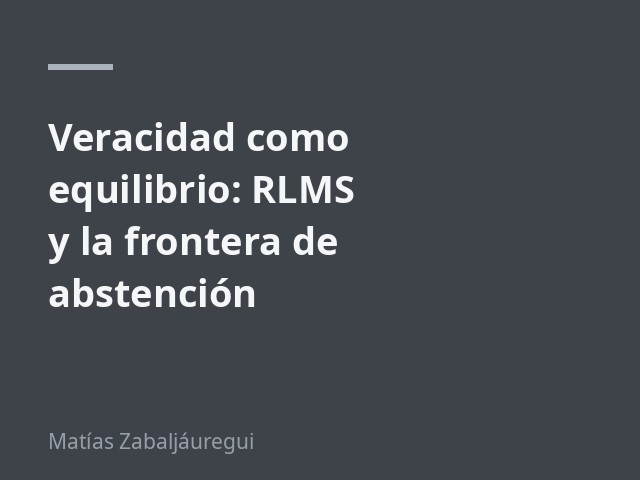 Veracidad como
equilibrio: RLMS
y la frontera de
abstención
Matías Zabaljáuregui